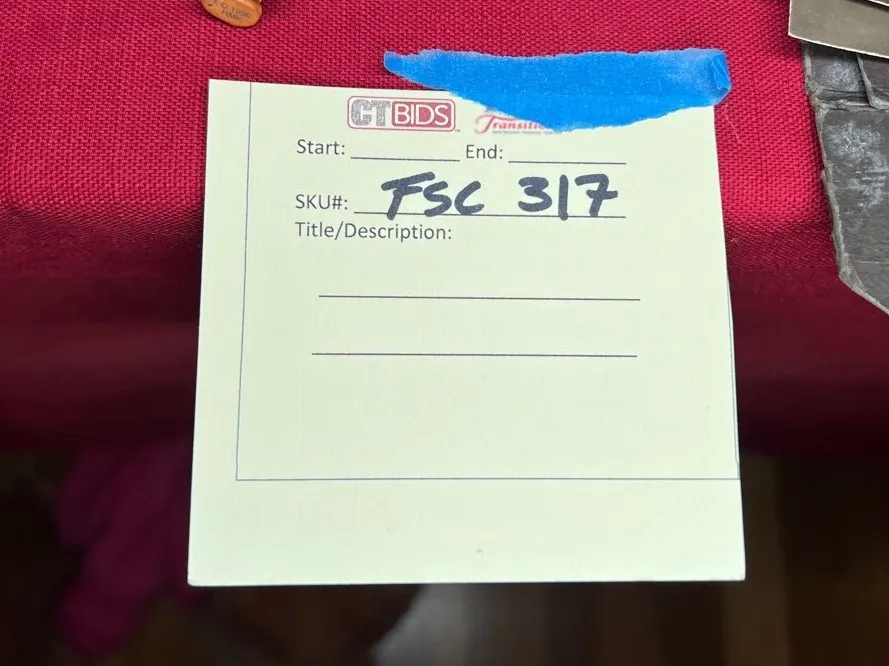 CTBIDS
Start: End:
SKU#: FSC 317
Title/Description: